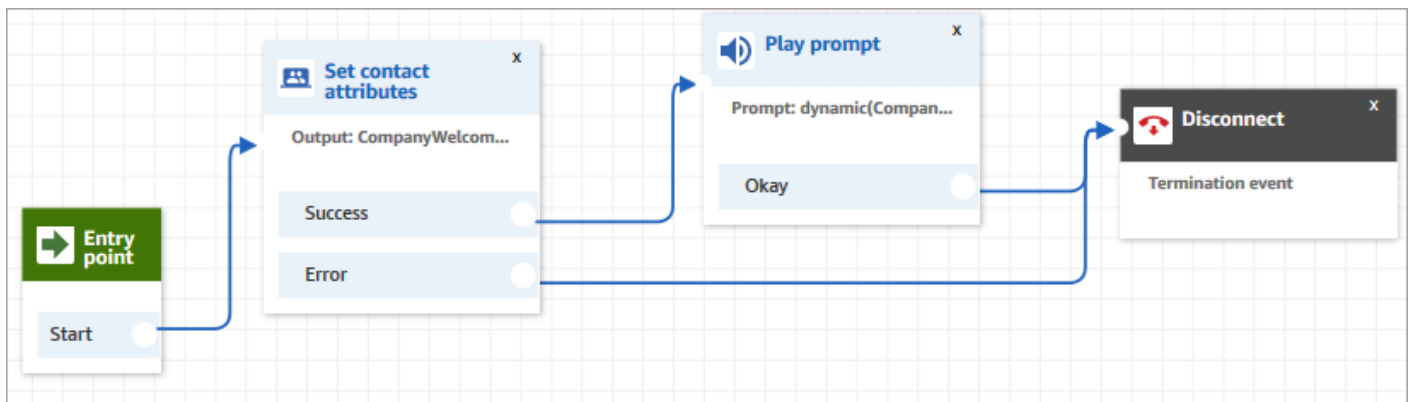 Entry
point
Start
x
Set contact
attributes
Output: CompanyWelcom...
Success
Error
x
Play prompt
Prompt: dynamic(Compan...
Okay
x
Disconnect
Termination event